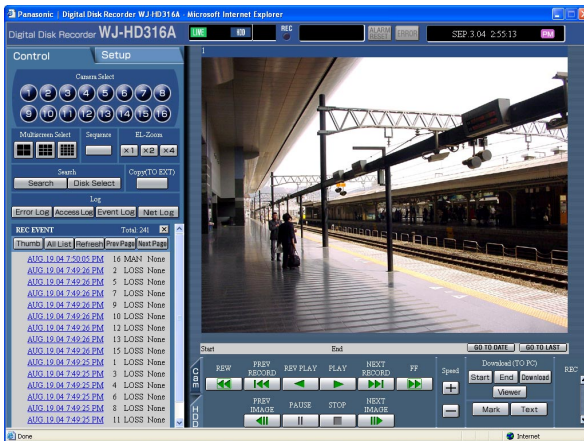 Panasonic | Digital Disk Recorder WJ-HD316A - Microsoft Internet Explorer
Digital Disk Recorder WJ-HD316A
LIVE HDD REC ALARM RESET ERROR SEP.3.04 2:55:13 PM
Control Setup
Camera Select
1 2 3 4 5 6 7 8
9 10 11 12 13 14 15 16
Multiscreen Select Sequence EL-Zoom
×1 ×2 ×4
Search Copy(TO EXT)
Search Disk Select
Log
Error Log Access Log Event Log Net Log
REC EVENT Total: 241
Thumb All List Refresh Prev Page Next Page
AUG.19.04 7:50:05 PM 16 MAN None
AUG.19.04 7:49:26 PM 2 LOSS None
AUG.19.04 7:49:26 PM 5 LOSS None
AUG.19.04 7:49:26 PM 7 LOSS None
AUG.19.04 7:49:26 PM 9 LOSS None
AUG.19.04 7:49:26 PM 10 LOSS None
AUG.19.04 7:49:26 PM 12 LOSS None
AUG.19.04 7:49:26 PM 13 LOSS None
AUG.19.04 7:49:26 PM 15 LOSS None
AUG.19.04 7:49:25 PM 1 LOSS None
AUG.19.04 7:49:25 PM 3 LOSS None
AUG.19.04 7:49:25 PM 4 LOSS None
AUG.19.04 7:49:25 PM 6 LOSS None
AUG.19.04 7:49:25 PM 8 LOSS None
AUG.19.04 7:49:25 PM 11 LOSS None
1
Start End GO TO DATE GO TO LAST
Cam
HDD
REW PREV RECORD REV PLAY PLAY NEXT RECORD FF
PREV IMAGE PAUSE STOP NEXT IMAGE
Speed
Download (TO PC)
Start End Download
Viewer
Mark Text
REC
Done Internet